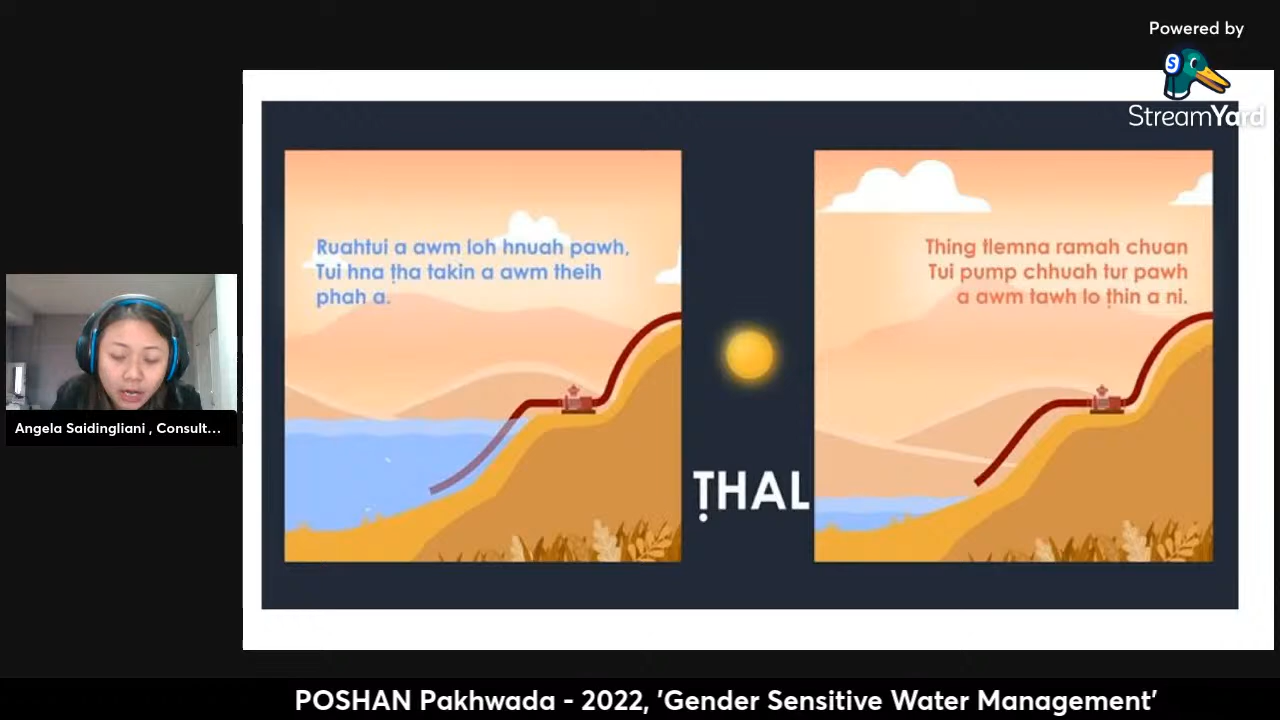 Powered by
S
StreamYard
Ruahtui a awm loh hnuah pawh,
Tui hna ṭha takin a awm theih
phah a.
Thing tlemna ramah chuan
Tui pump chhuah tur pawh
a awm tawh lo ṭhin a ni.
ṬHAL
Angela Saidingliani , Consult...
POSHAN Pakhwada - 2022, 'Gender Sensitive Water Management'